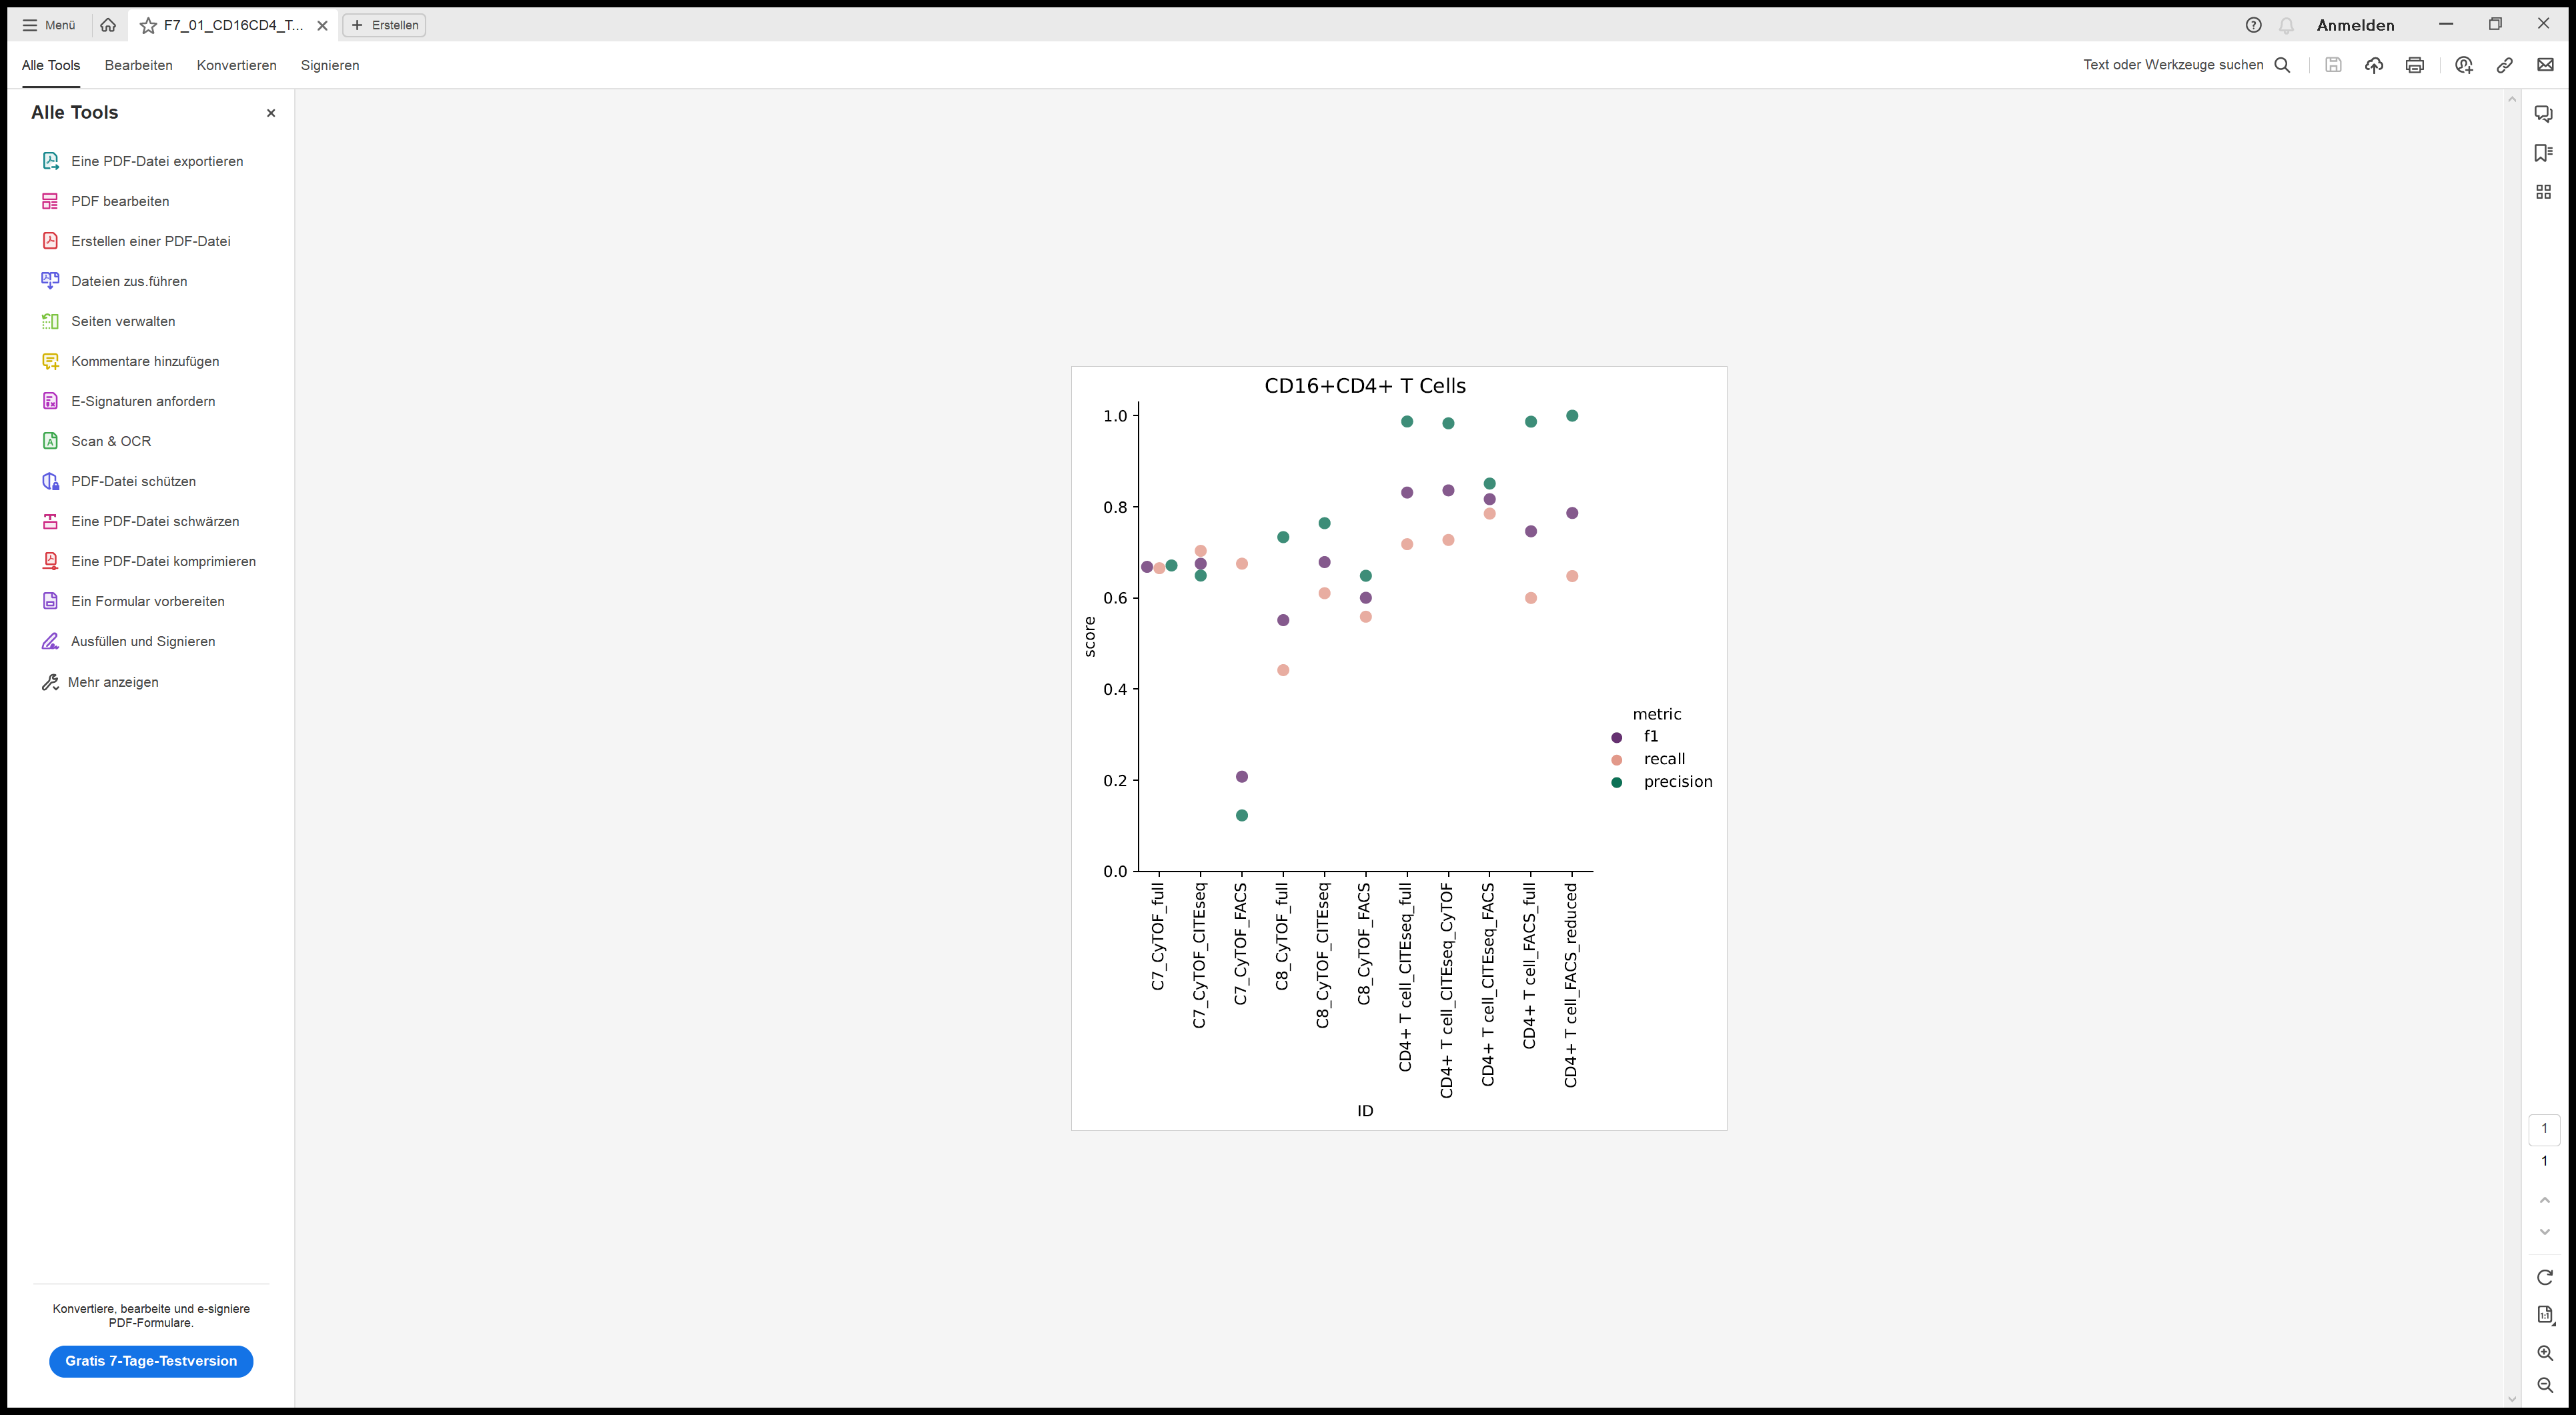 Menü
F7_01_CD16CD4_T...
Erstellen
Anmelden
Alle Tools
Bearbeiten
Konvertieren
Signieren
Text oder Werkzeuge suchen
Alle Tools
Eine PDF-Datei exportieren
PDF bearbeiten
Erstellen einer PDF-Datei
Dateien zus.führen
Seiten verwalten
Kommentare hinzufügen
E-Signaturen anfordern
Scan & OCR
PDF-Datei schützen
Eine PDF-Datei schwärzen
Eine PDF-Datei komprimieren
Ein Formular vorbereiten
Ausfüllen und Signieren
Mehr anzeigen
Konvertiere, bearbeite und e-signiere
PDF-Formulare.
Gratis 7-Tage-Testversion
CD16+CD4+ T Cells
1.0
0.8
0.6
0.4
0.2
0.0
score
C7_CyTOF_full
C7_CyTOF_CITEseq
C7_CyTOF_FACS
C8_CyTOF_full
C8_CyTOF_CITEseq
C8_CyTOF_FACS
CD4+ T cell_CITEseq_full
CD4+ T cell_CITEseq_CyTOF
CD4+ T cell_CITEseq_FACS
CD4+ T cell_FACS_full
CD4+ T cell_FACS_reduced
ID
metric
f1
recall
precision
1
1